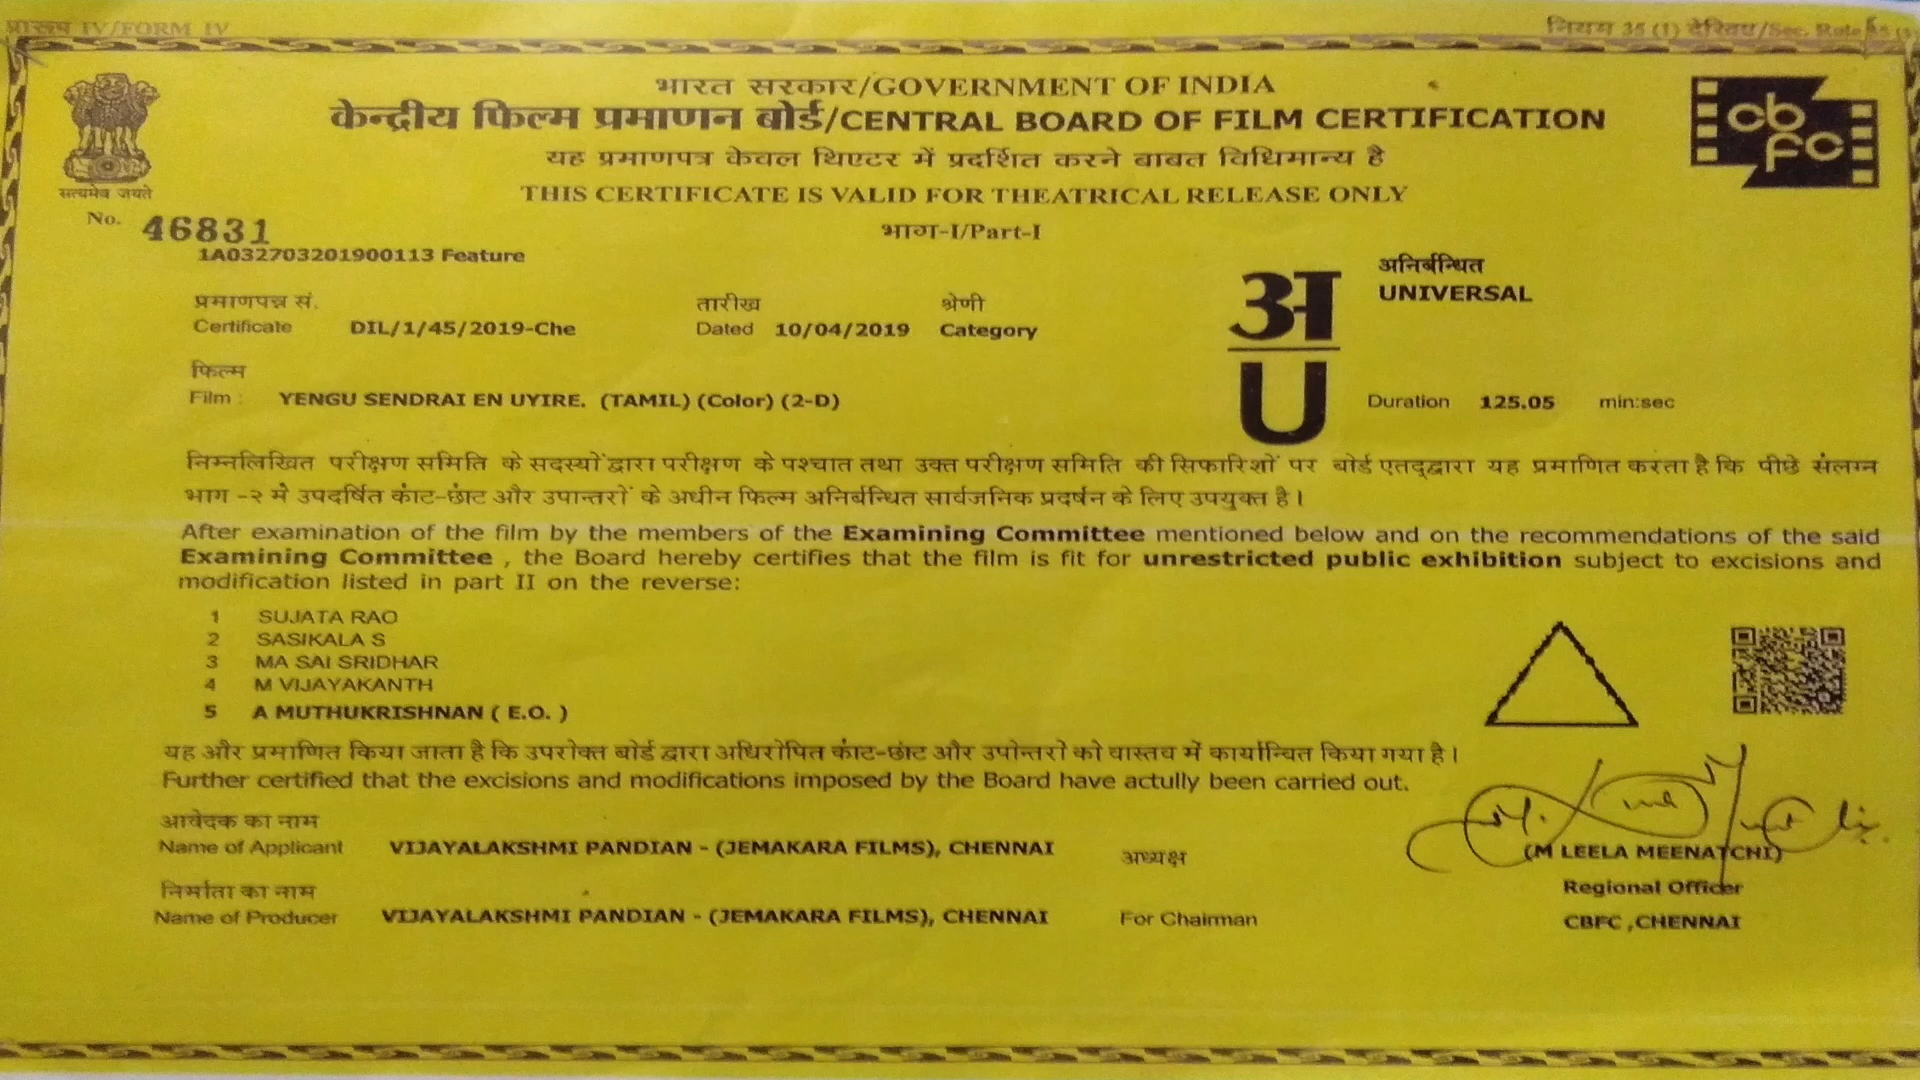 प्रारूप IV/FORM IV
नियम 35 (1) देखिए/See. Rule
भारत सरकार/GOVERNMENT OF INDIA
केन्द्रीय फिल्म प्रमाणन बोर्ड/CENTRAL BOARD OF FILM CERTIFICATION
यह प्रमाणपत्र केवल थिएटर में प्रदर्शित करने बाबत विधिमान्य है
THIS CERTIFICATE IS VALID FOR THEATRICAL RELEASE ONLY
सत्यमेव जयते
cb
fc
No. 46831
भाग-I/Part-I
1A032703201900113 Feature
अनिर्बन्धित
UNIVERSAL
अ
U
प्रमाणपत्र सं.
तारीख
श्रेणी
Certificate DIL/1/45/2019-Che Dated 10/04/2019 Category
फिल्म
Film : YENGU SENDRAI EN UYIRE. (TAMIL) (Color) (2-D)
Duration 125.05 min:sec
निम्नलिखित परीक्षण समिति के सदस्यों द्वारा परीक्षण के पश्चात तथा उक्त परीक्षण समिति की सिफारिशों पर बोर्ड एतद्द्वारा यह प्रमाणित करता है कि पीछे संलग्न
भाग -२ में उपदर्षित कांट-छांट और उपान्तरों के अधीन फिल्म अनिर्बन्धित सार्वजनिक प्रदर्षन के लिए उपयुक्त है।
After examination of the film by the members of the Examining Committee mentioned below and on the recommendations of the said
Examining Committee , the Board hereby certifies that the film is fit for unrestricted public exhibition subject to excisions and
modification listed in part II on the reverse:
1 SUJATA RAO
2 SASIKALA S
3 MA SAI SRIDHAR
4 M VIJAYAKANTH
5 A MUTHUKRISHNAN ( E.O. )
यह और प्रमाणित किया जाता है कि उपरोक्त बोर्ड द्वारा अधिरोपित कांट-छांट और उपोन्तरो को वास्तव में कार्यान्वित किया गया है।
Further certified that the excisions and modifications imposed by the Board have actully been carried out.
आवेदक का नाम
Name of Applicant VIJAYALAKSHMI PANDIAN - (JEMAKARA FILMS), CHENNAI
अध्यक्ष
(M LEELA MEENATCHI)
Regional Officer
निर्माता का नाम
Name of Producer VIJAYALAKSHMI PANDIAN - (JEMAKARA FILMS), CHENNAI
For Chairman
CBFC ,CHENNAI